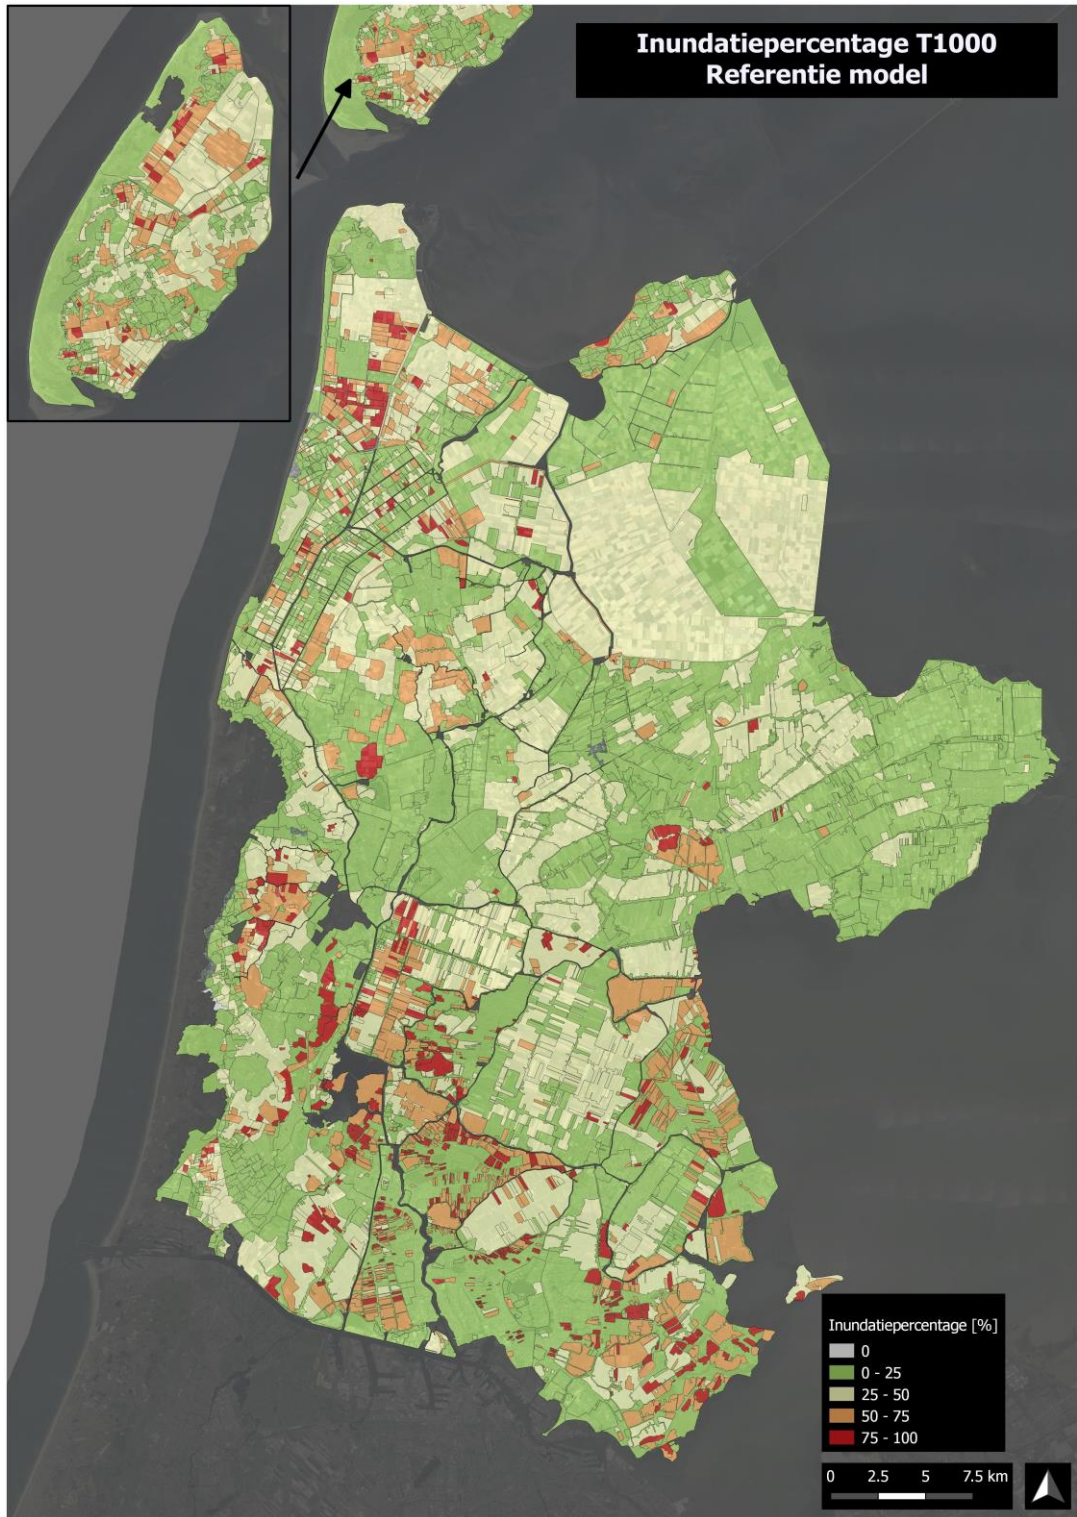 Inundatiepercentage T1000
Referentie model
Inundatiepercentage [%]
0
0 - 25
25 - 50
50 - 75
75 - 100
0 2.5 5 7.5 km